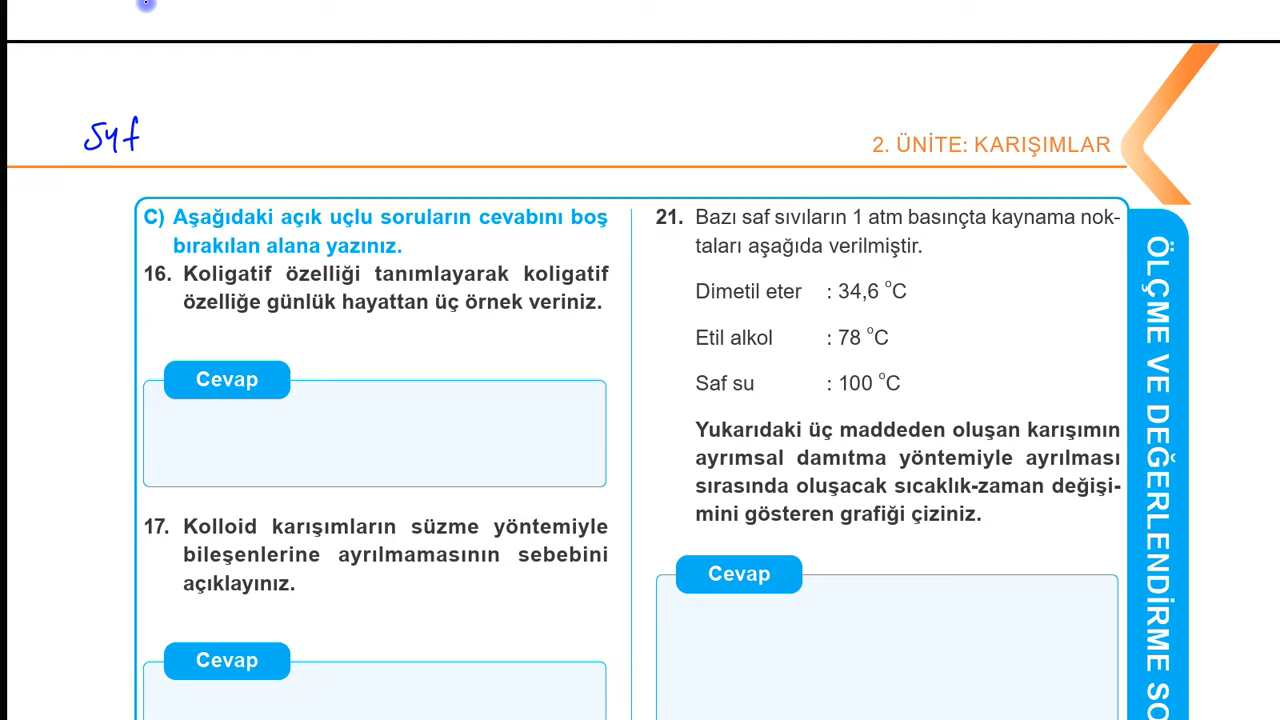 Syf
2. ÜNİTE: KARIŞIMLAR
C) Aşağıdaki açık uçlu soruların cevabını boş
bırakılan alana yazınız.
16. Koligatif özelliği tanımlayarak koligatif
özelliğe günlük hayattan üç örnek veriniz.
Cevap
17. Kolloid karışımların süzme yöntemiyle
bileşenlerine ayrılmamasının sebebini
açıklayınız.
Cevap
21. Bazı saf sıvıların 1 atm basınçta kaynama nok-
taları aşağıda verilmiştir.
Dimetil eter : 34,6 °C
Etil alkol : 78 °C
Saf su : 100 °C
Yukarıdaki üç maddeden oluşan karışımın
ayrımsal damıtma yöntemiyle ayrılması
sırasında oluşacak sıcaklık-zaman değişi-
mini gösteren grafiği çiziniz.
Cevap
ÖLÇME VE DEĞERLENDİRME